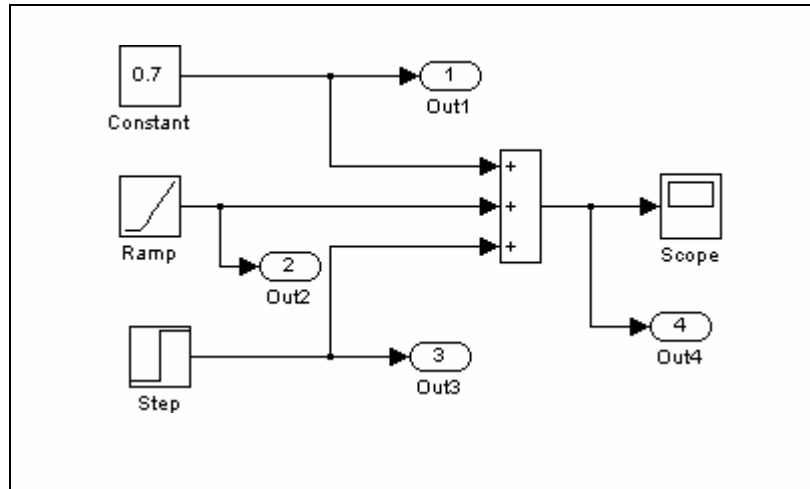 0.7
Constant
1
Out1
+
+
+
Ramp
2
Out2
Scope
4
Out4
Step
3
Out3